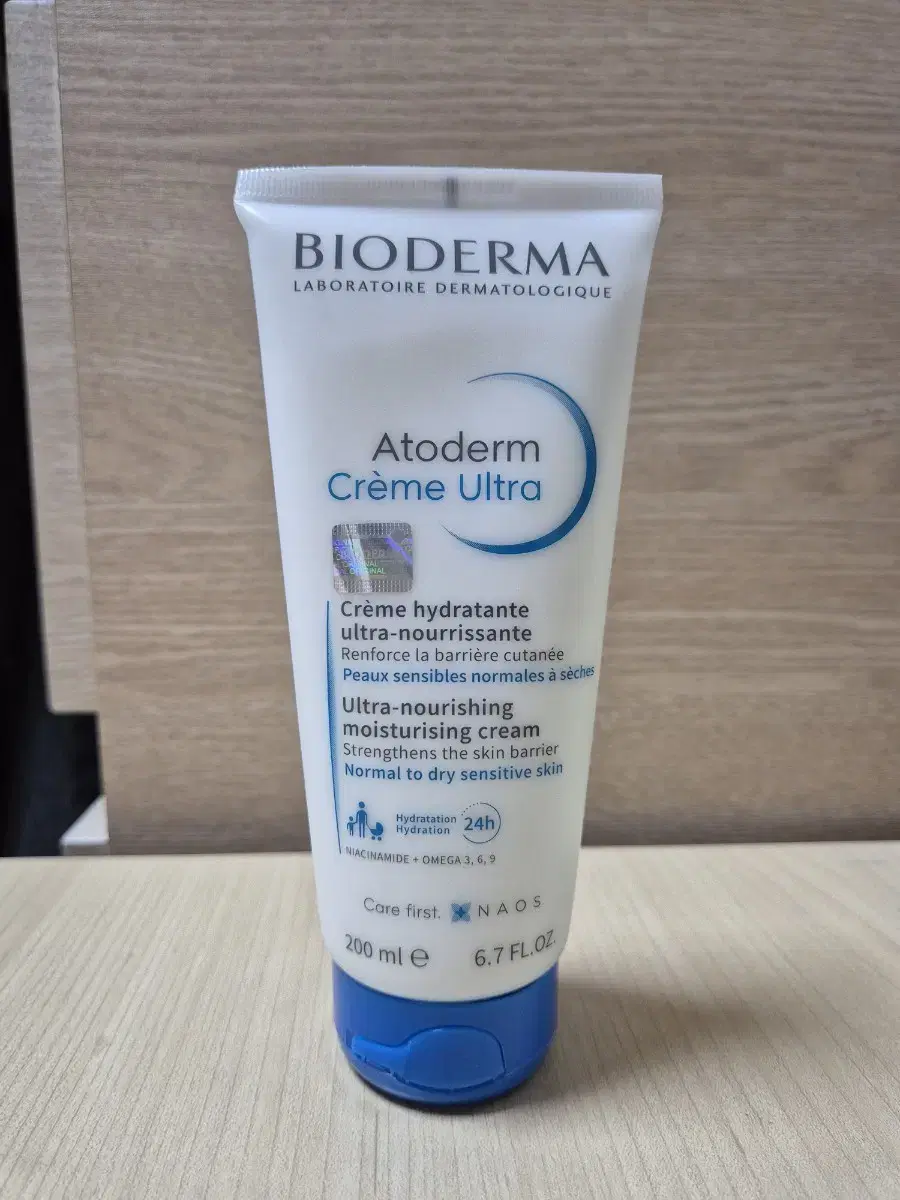 BIODERMA
LABORATOIRE DERMATOLOGIQUE
Atoderm
Crème Ultra
ORIGINAL
Crème hydratante
ultra-nourrissante
Renforce la barrière cutanée
Peaux sensibles normales à sèches
Ultra-nourishing
moisturising cream
Strengthens the skin barrier
Normal to dry sensitive skin
Hydratation
Hydration
24h
NIACINAMIDE + OMEGA 3, 6, 9
Care first. NAOS
200 ml ℮ 6.7 FL.OZ.